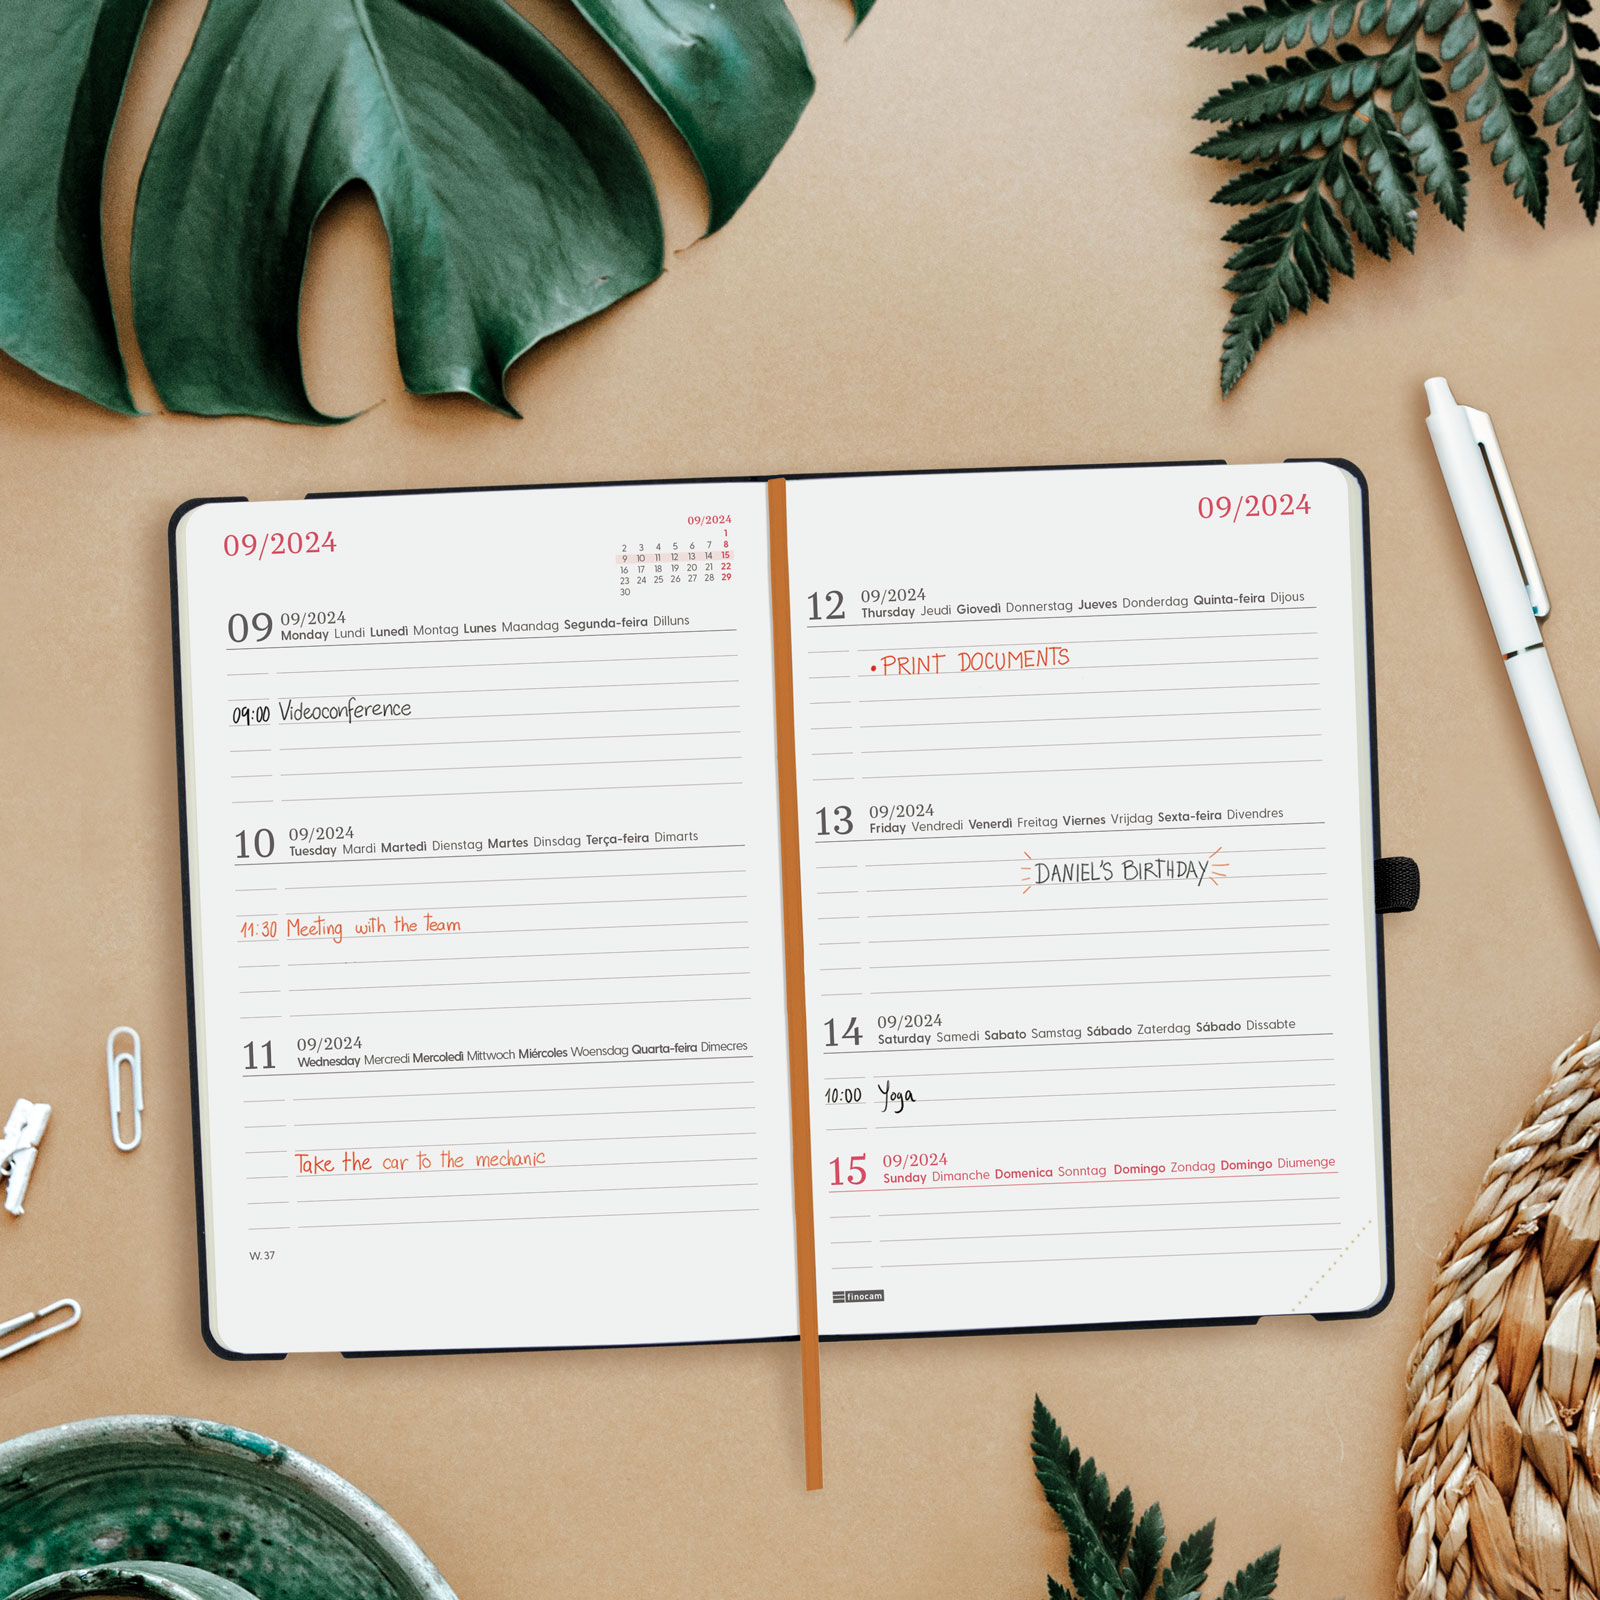 09/2024
09/2024
1
2 3 4 5 6 7 8
9 10 11 12 13 14 15
16 17 18 19 20 21 22
23 24 25 26 27 28 29
30
09 09/2024
Monday Lundi Lunedì Montag Lunes Maandag Segunda-feira Dilluns
09:00 Videoconference
10 09/2024
Tuesday Mardi Martedì Dienstag Martes Dinsdag Terça-feira Dimarts
11:30 Meeting with the team
11 09/2024
Wednesday Mercredi Mercoledì Mittwoch Miércoles Woensdag Quarta-feira Dimecres
Take the car to the mechanic
W. 37
09/2024
12 09/2024
Thursday Jeudi Giovedì Donnerstag Jueves Donderdag Quinta-feira Dijous
• PRINT DOCUMENTS
13 09/2024
Friday Vendredi Venerdì Freitag Viernes Vrijdag Sexta-feira Divendres
DANIEL'S BIRTHDAY
14 09/2024
Saturday Samedi Sabato Samstag Sábado Zaterdag Sábado Dissabte
10:00 Yoga
15 09/2024
Sunday Dimanche Domenica Sonntag Domingo Zondag Domingo Diumenge
finocam